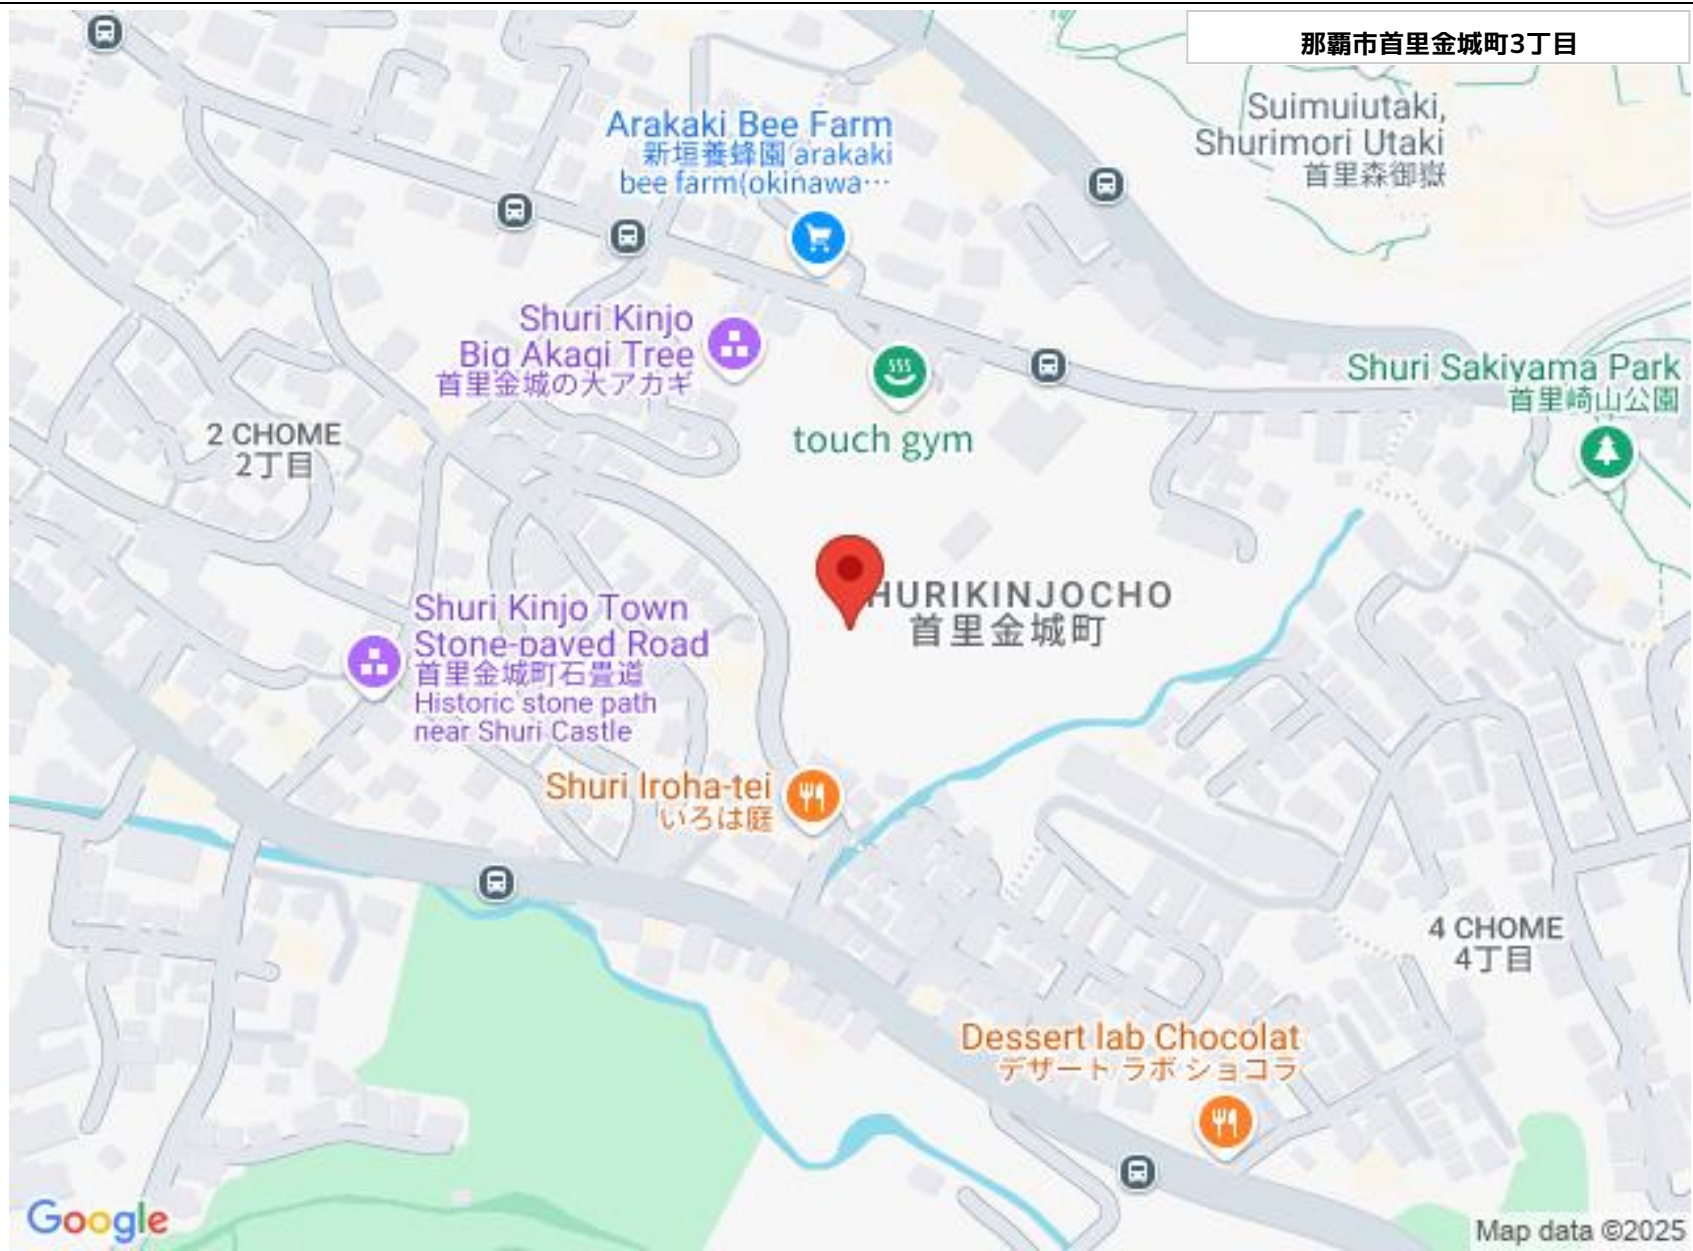 那覇市首里金城町3丁目
Suimuiutaki,
Shurimori Utaki
首里森御嶽
Arakaki Bee Farm
新垣養蜂園 arakaki
bee farm(okinawa…
Shuri Kinjo
Big Akagi Tree
首里金城の大アカギ
Shuri Sakiyama Park
首里崎山公園
touch gym
2 CHOME
2丁目
HURIKINJOCHO
首里金城町
Shuri Kinjo Town
Stone-paved Road
首里金城町石畳道
Historic stone path
near Shuri Castle
Shuri Iroha-tei
いろは庭
4 CHOME
4丁目
Dessert lab Chocolat
デザート ラボ ショコラ
Google
Map data ©2025